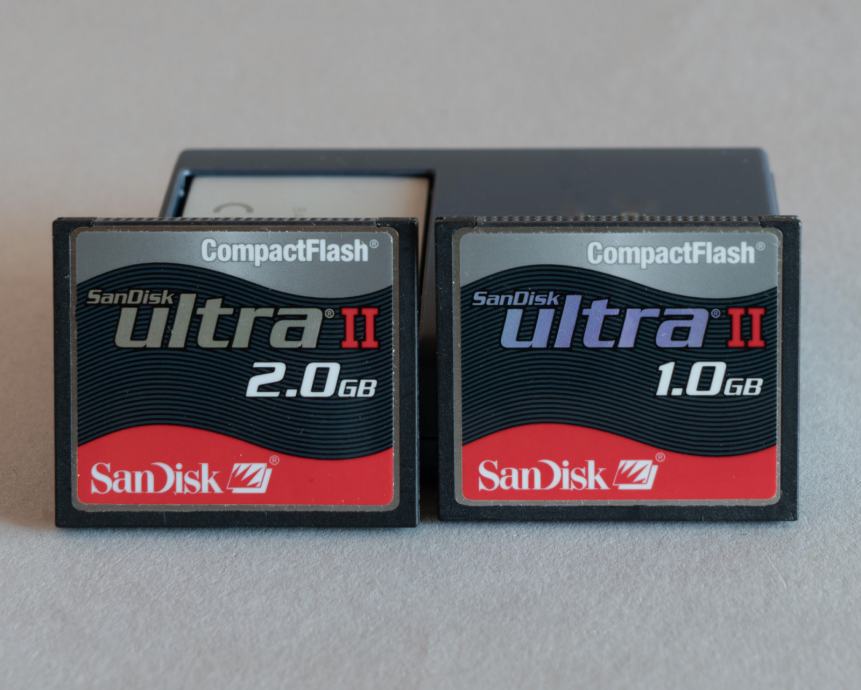 CompactFlash®
SanDisk
ultra® II
2.0GB
SanDisk®
CompactFlash®
SanDisk
ultra® II
1.0GB
SanDisk®